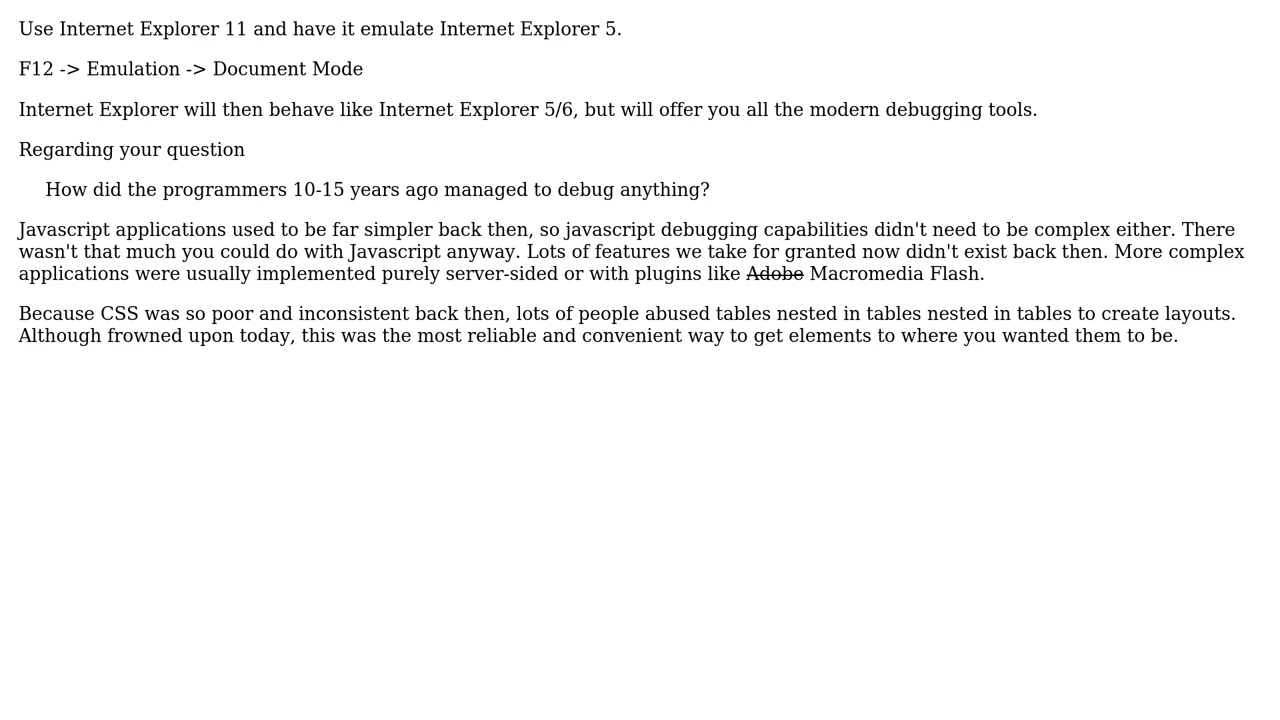 Use Internet Explorer 11 and have it emulate Internet Explorer 5.
F12 -> Emulation -> Document Mode
Internet Explorer will then behave like Internet Explorer 5/6, but will offer you all the modern debugging tools.
Regarding your question
How did the programmers 10-15 years ago managed to debug anything?
Javascript applications used to be far simpler back then, so javascript debugging capabilities didn't need to be complex either. There
wasn't that much you could do with Javascript anyway. Lots of features we take for granted now didn't exist back then. More complex
applications were usually implemented purely server-sided or with plugins like Adobe Macromedia Flash.
Because CSS was so poor and inconsistent back then, lots of people abused tables nested in tables nested in tables to create layouts.
Although frowned upon today, this was the most reliable and convenient way to get elements to where you wanted them to be.